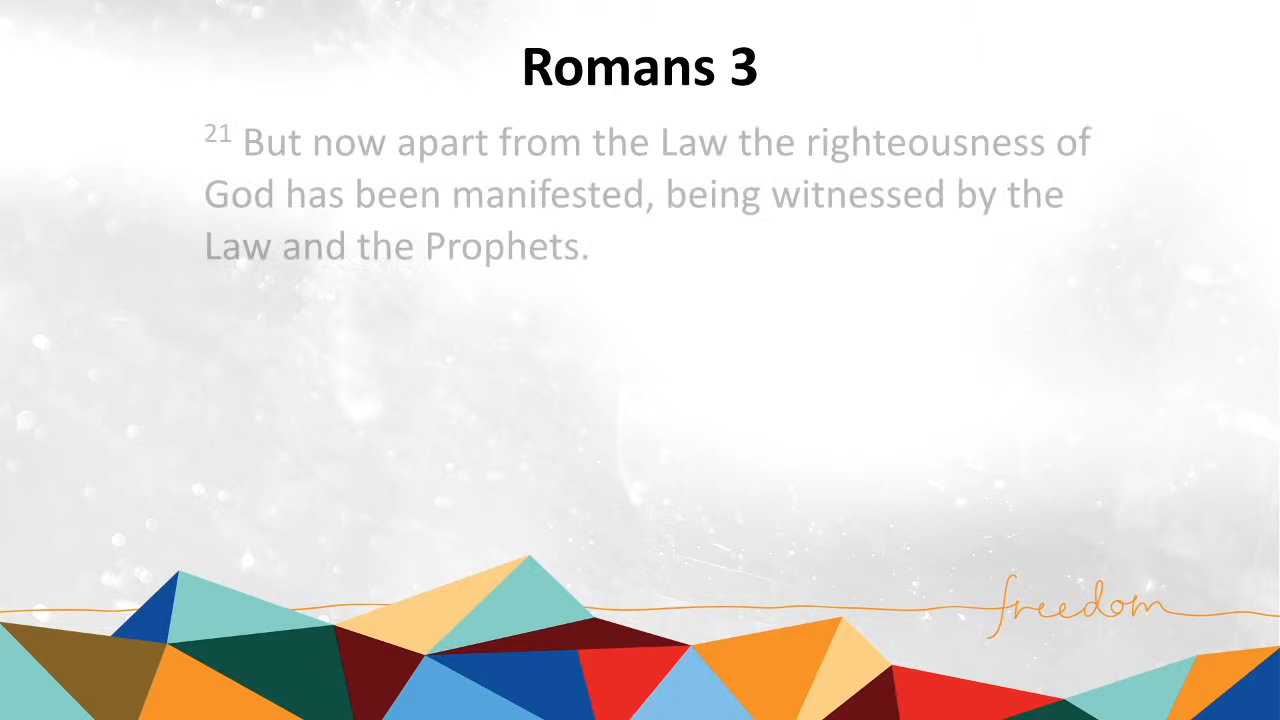 Romans 3
21 But now apart from the Law the righteousness of
God has been manifested, being witnessed by the
Law and the Prophets.
freedom